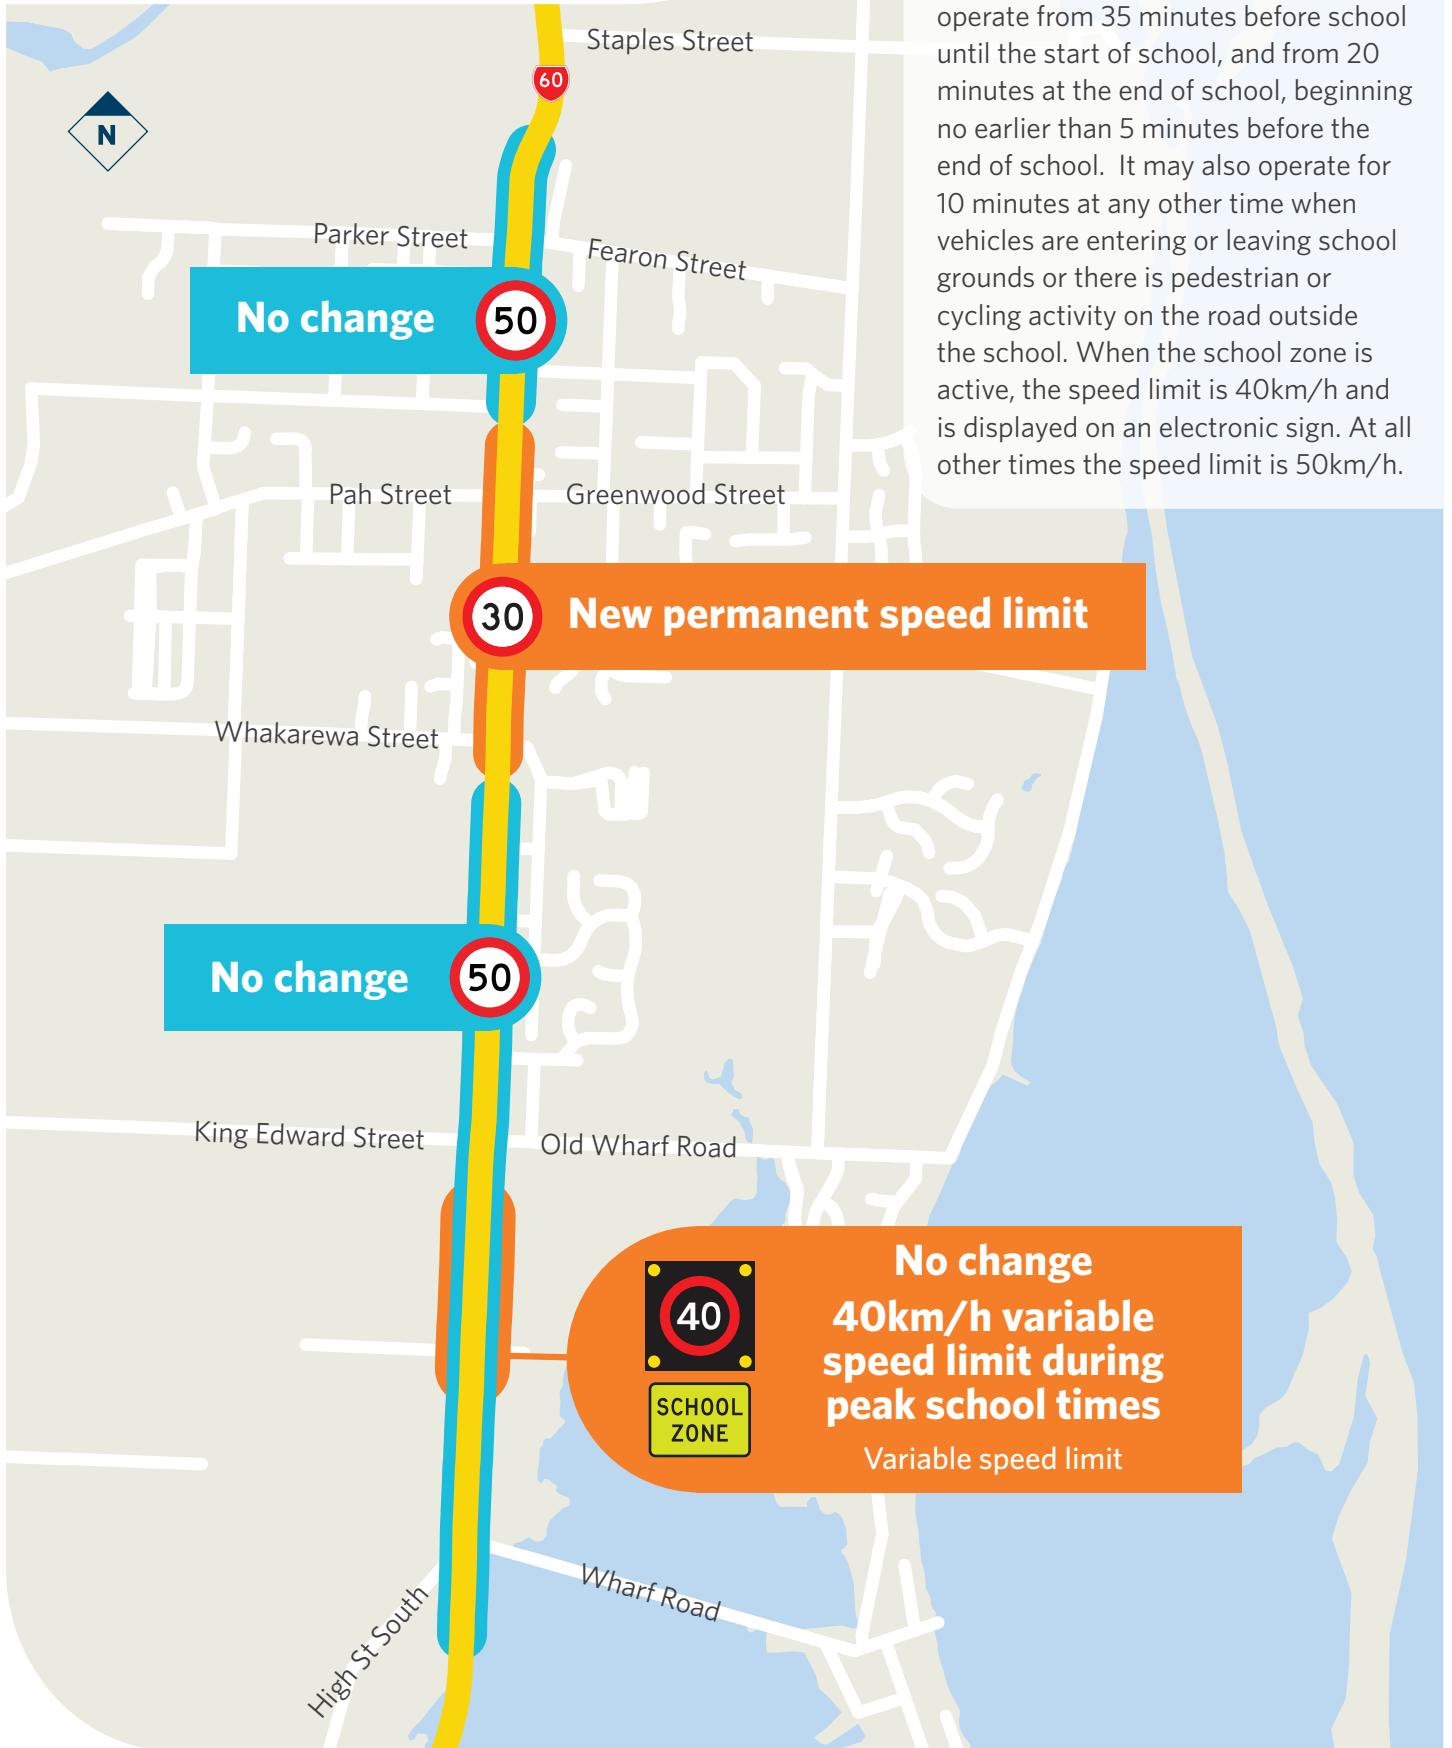 operate from 35 minutes before school
until the start of school, and from 20
minutes at the end of school, beginning
no earlier than 5 minutes before the
end of school.  It may also operate for
10 minutes at any other time when
vehicles are entering or leaving school
grounds or there is pedestrian or
cycling activity on the road outside
the school. When the school zone is
active, the speed limit is 40km/h and
is displayed on an electronic sign. At all
other times the speed limit is 50km/h.
Staples Street
60
N
Parker Street
Fearon Street
No change
50
Pah Street
Greenwood Street
30
New permanent speed limit
Whakarewa Street
No change
50
King Edward Street
Old Wharf Road
40
SCHOOL
ZONE
No change
40km/h variable
speed limit during
peak school times
Variable speed limit
Wharf Road
High St South